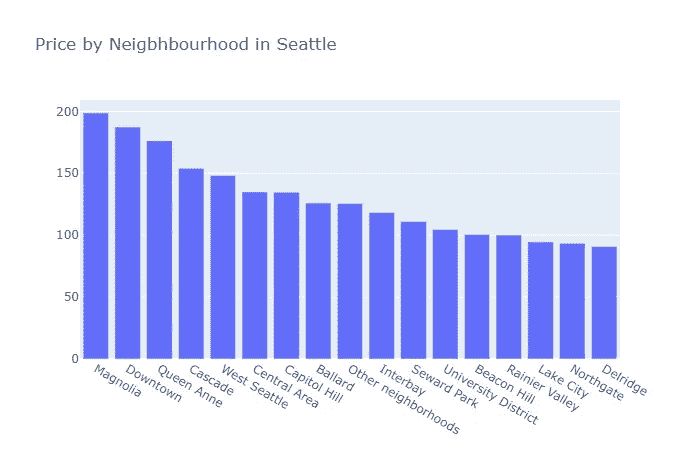 Price by Neigbhbourhood in Seattle
200
150
100
50
0
Magnolia
Downtown
Queen Anne
Cascade
West Seattle
Central Area
Capitol Hill
Ballard
Other neighborhoods
Interbay
Seward Park
University District
Beacon Hill
Rainier Valley
Lake City
Northgate
Delridge